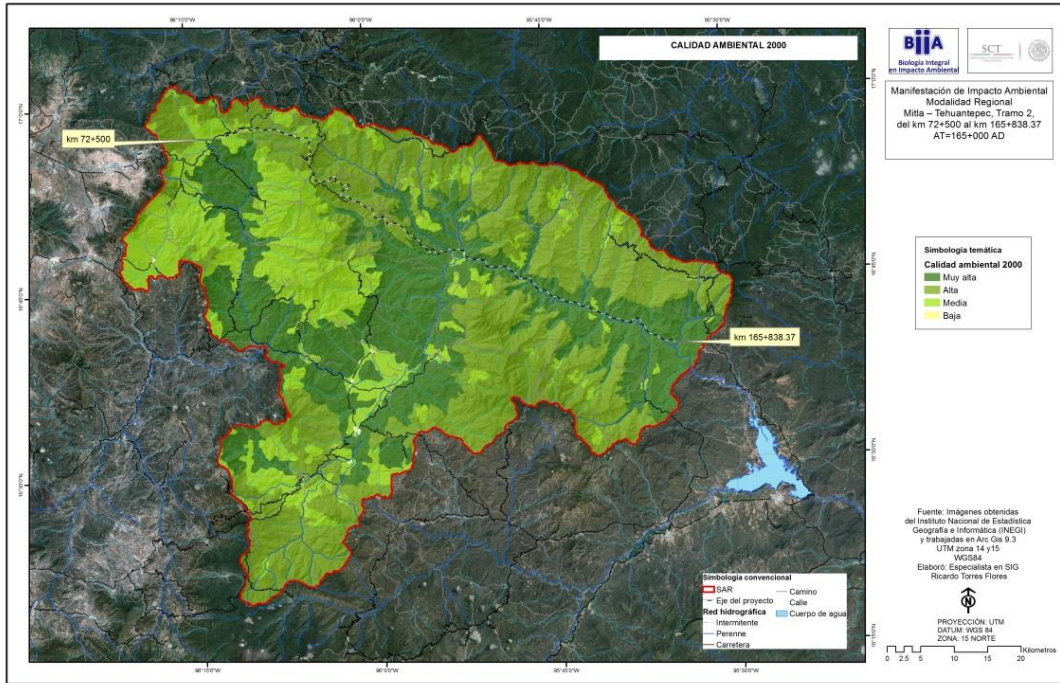 CALIDAD AMBIENTAL 2000
km 72+500
km 165+838.37
BiiA
Biología Integral
en Impacto Ambiental
SCT
Manifestación de Impacto Ambiental
Modalidad Regional
Mitla – Tehuantepec, Tramo 2,
del km 72+500 al km 165+838.37
AT=165+000 AD
Simbología temática
Calidad ambiental 2000
Muy alta
Alta
Media
Baja
Simbología convencional
SAR
Eje del proyecto
Red hidrográfica
Intermitente
Perenne
Carretera
Camino
Calle
Cuerpo de agua
Fuente: Imágenes obtenidas
del Instituto Nacional de Estadística
Geografía e Informática (INEGI)
y trabajadas en Arc Gis 9.3
UTM zona 14 y15
WGS84
Elaboró: Especialista en SIG
Ricardo Torres Flores
N
PROYECCIÓN: UTM
DATUM: WGS 84
ZONA: 15 NORTE
Kilometros
0 2.5 5 10 15 20